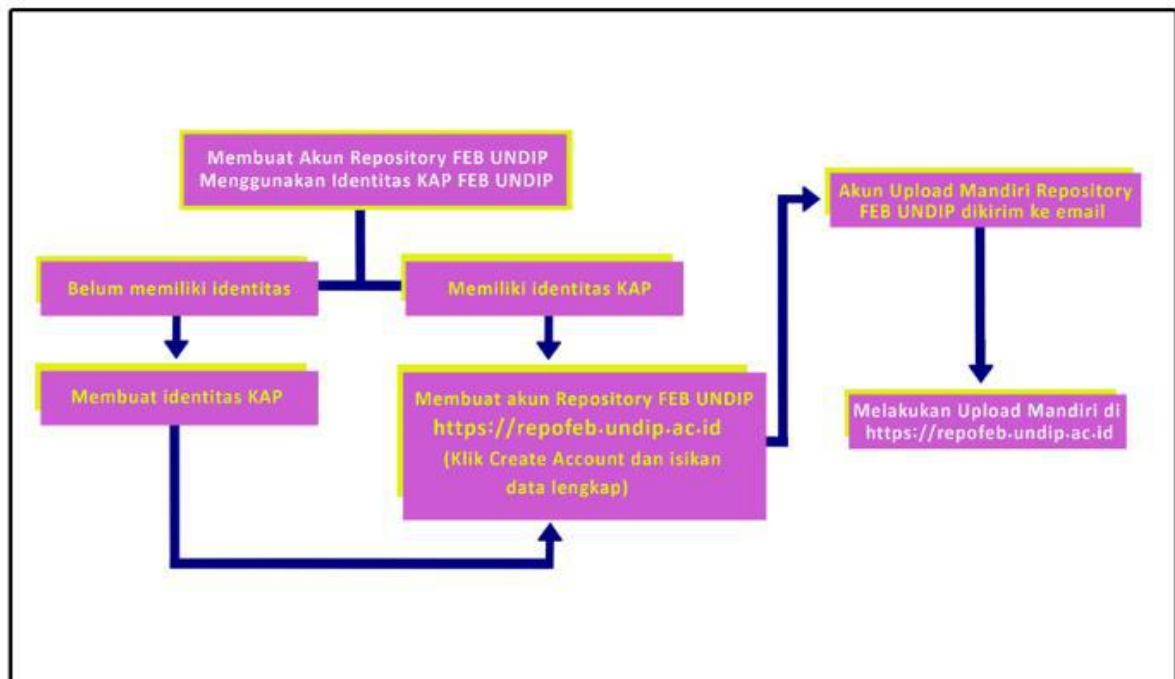 Membuat Akun Repository FEB UNDIP
Menggunakan Identitas KAP FEB UNDIP
Belum memiliki identitas
Memiliki identitas KAP
Membuat identitas KAP
Membuat akun Repository FEB UNDIP
https://repofeb.undip.ac.id
(Klik Create Account dan isikan
data lengkap)
Akun Upload Mandiri Repository
FEB UNDIP dikirim ke email
Melakukan Upload Mandiri di
https://repofeb.undip.ac.id